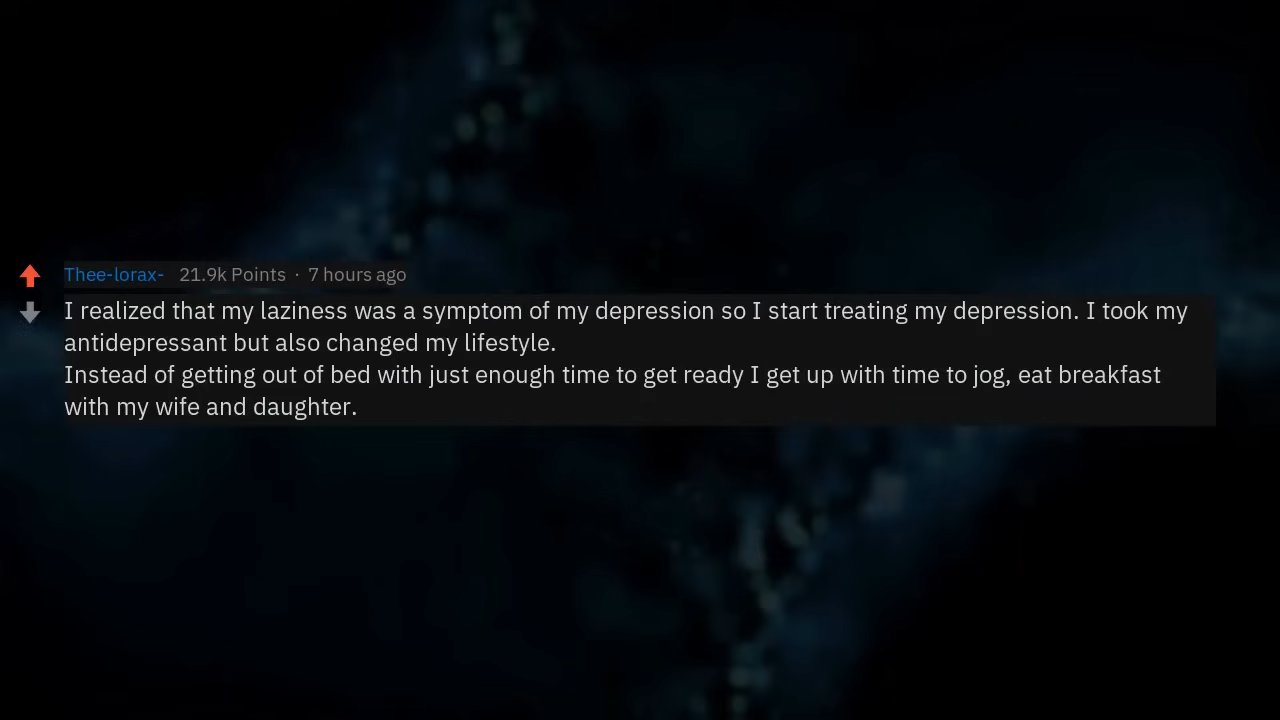 Thee-lorax- 21.9k Points · 7 hours ago
I realized that my laziness was a symptom of my depression so I start treating my depression. I took my
antidepressant but also changed my lifestyle.
Instead of getting out of bed with just enough time to get ready I get up with time to jog, eat breakfast
with my wife and daughter.